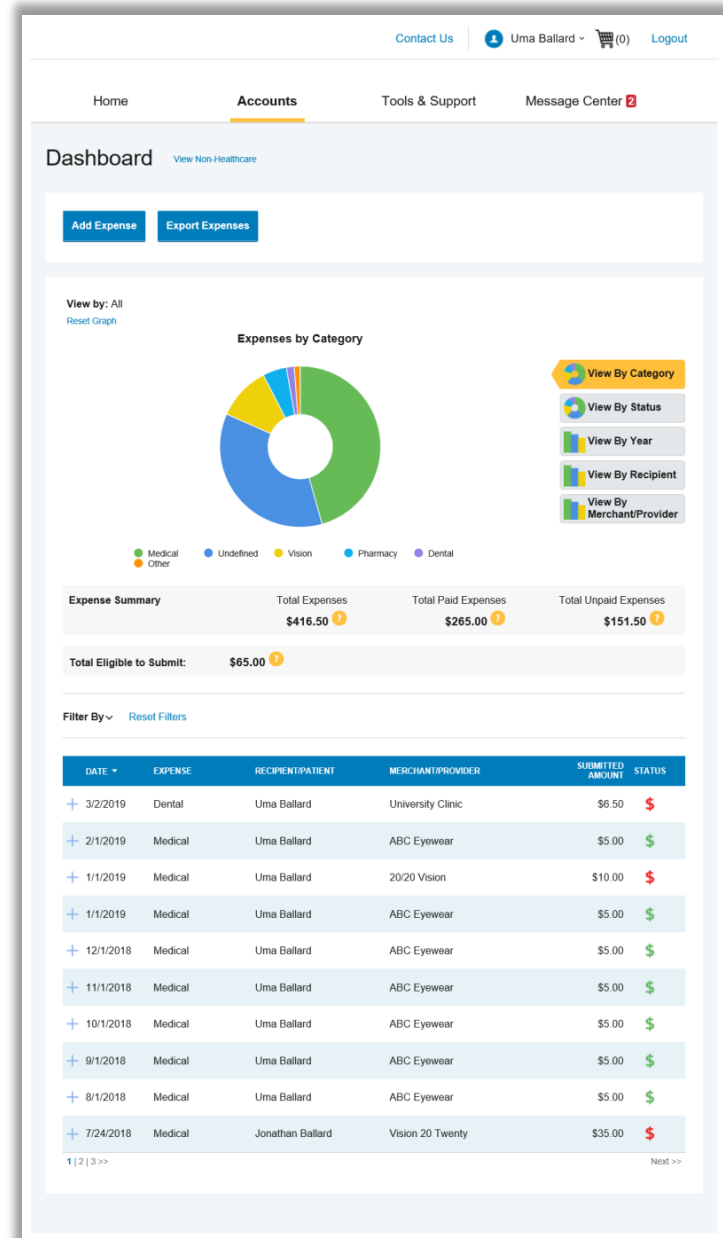 Contact Us Uma Ballard (0) Logout
Home Accounts Tools & Support Message Center 2
Dashboard View Non-Healthcare
Add Expense Export Expenses
View by: All
Reset Graph
Expenses by Category
View By Category
View By Status
View By Year
View By Recipient
View By
Merchant/Provider
Medical Undefined Vision Pharmacy Dental
Other
Expense Summary Total Expenses Total Paid Expenses Total Unpaid Expenses
$416.50 ? $265.00 ? $151.50 ?
Total Eligible to Submit: $65.00 ?
Filter By Reset Filters
DATE EXPENSE RECIPIENT/PATIENT MERCHANT/PROVIDER SUBMITTED AMOUNT STATUS
+ 3/2/2019 Dental Uma Ballard University Clinic $6.50 $
+ 2/1/2019 Medical Uma Ballard ABC Eyewear $5.00 $
+ 1/1/2019 Medical Uma Ballard 20/20 Vision $10.00 $
+ 1/1/2019 Medical Uma Ballard ABC Eyewear $5.00 $
+ 12/1/2018 Medical Uma Ballard ABC Eyewear $5.00 $
+ 11/1/2018 Medical Uma Ballard ABC Eyewear $5.00 $
+ 10/1/2018 Medical Uma Ballard ABC Eyewear $5.00 $
+ 9/1/2018 Medical Uma Ballard ABC Eyewear $5.00 $
+ 8/1/2018 Medical Uma Ballard ABC Eyewear $5.00 $
+ 7/24/2018 Medical Jonathan Ballard Vision 20 Twenty $35.00 $
1 | 2 | 3 >> Next >>